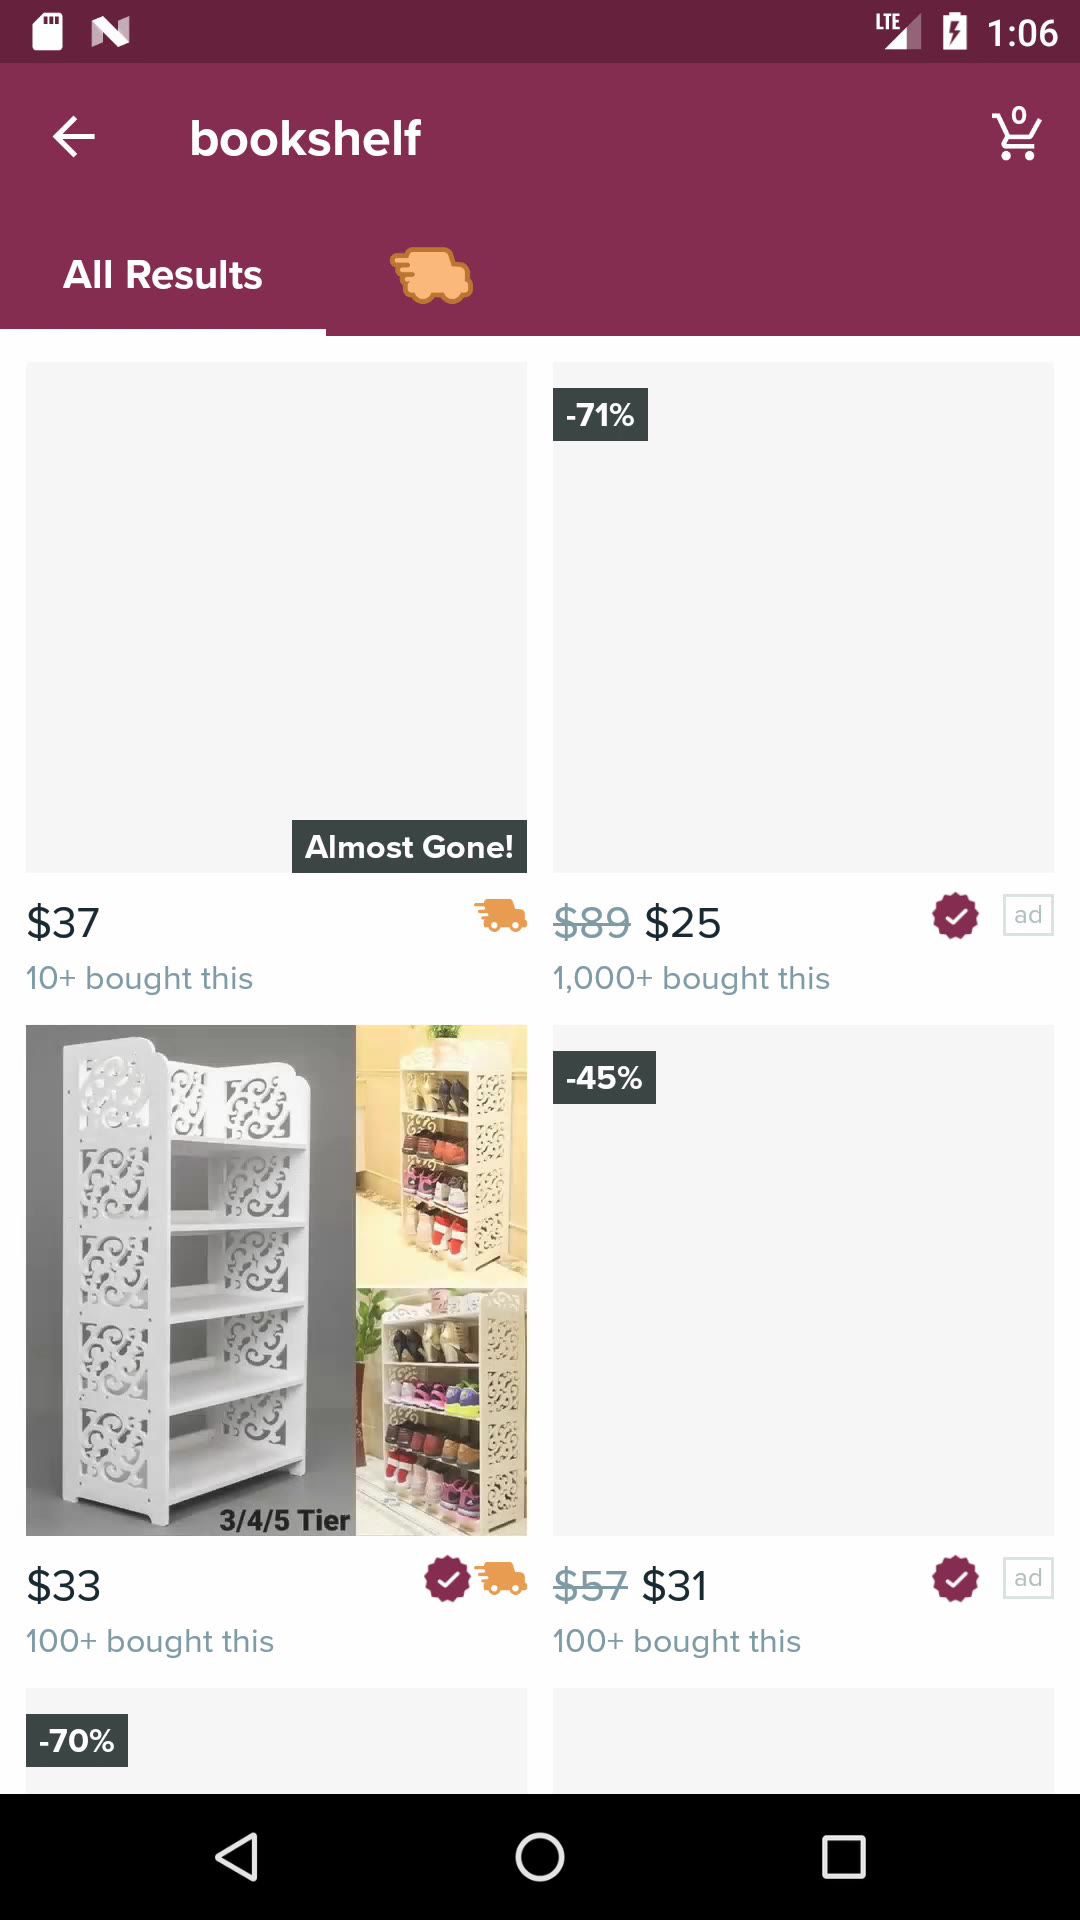 LTE 1:06
bookshelf
0
All Results
-71%
Almost Gone!
$37
$89 $25
ad
10+ bought this
1,000+ bought this
-45%
3/4/5 Tier
$33
$57 $31
ad
100+ bought this
100+ bought this
-70%